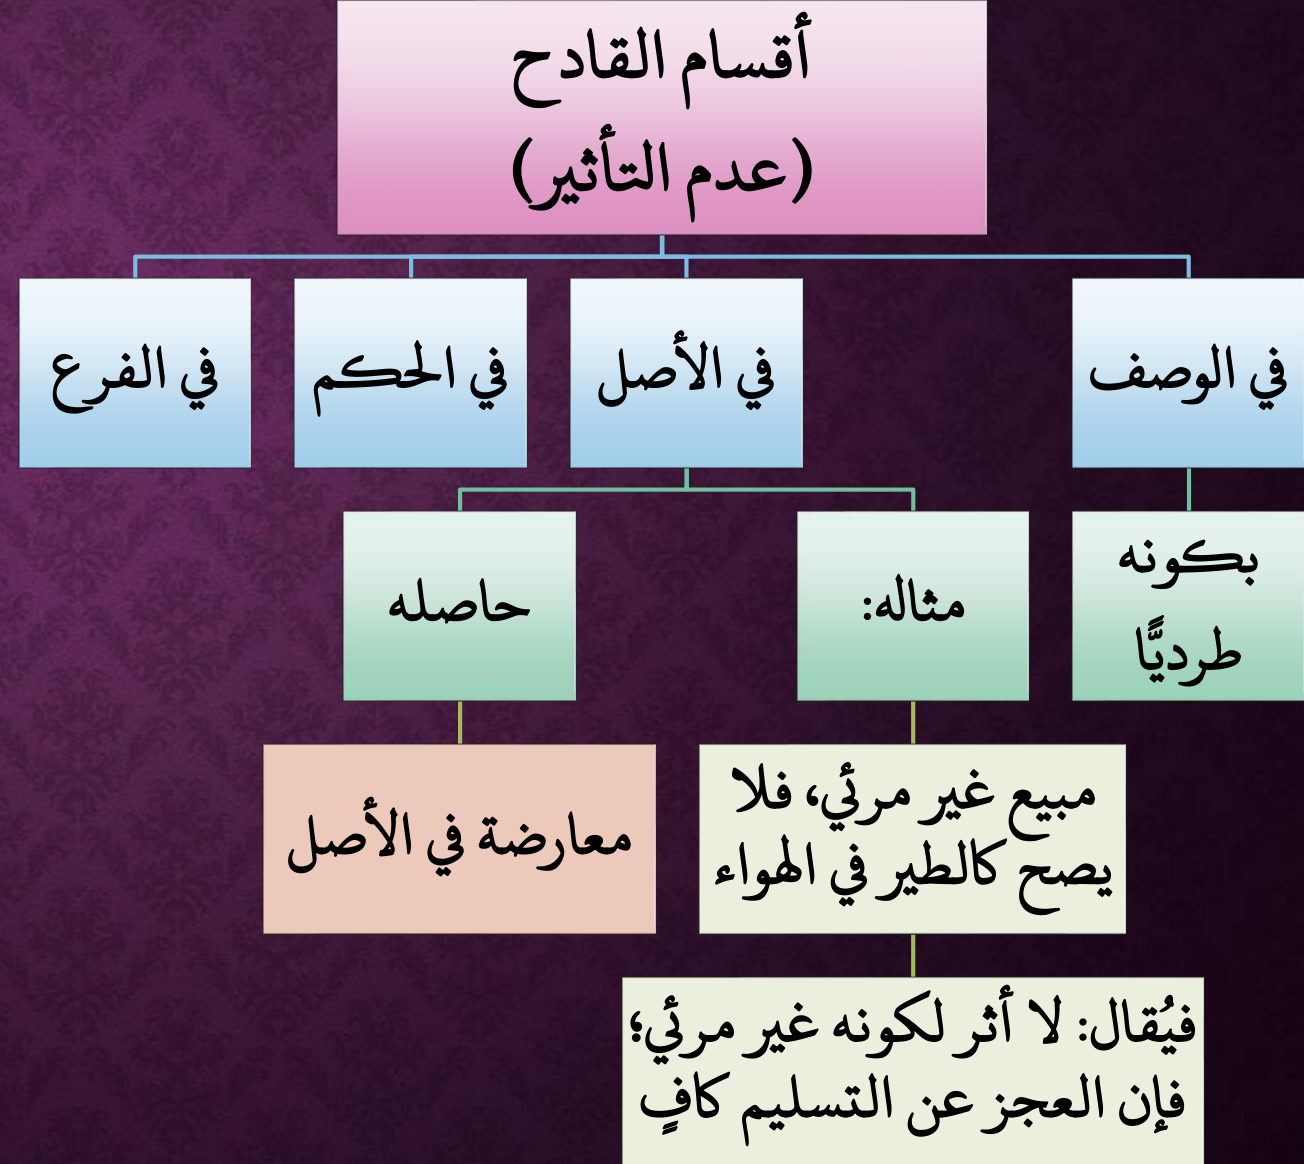 أقسام القادح
(عدم التأثير)
في الوصف
في الأصل
في الحكم
في الفرع
بكونه
طرديًّا
مثاله:
حاصله
مبيع غير مرئي، فلا
يصح كالطير في الهواء
معارضة في الأصل
فيُقال: لا أثر لكونه غير مرئي؛
فإن العجز عن التسليم كافٍ